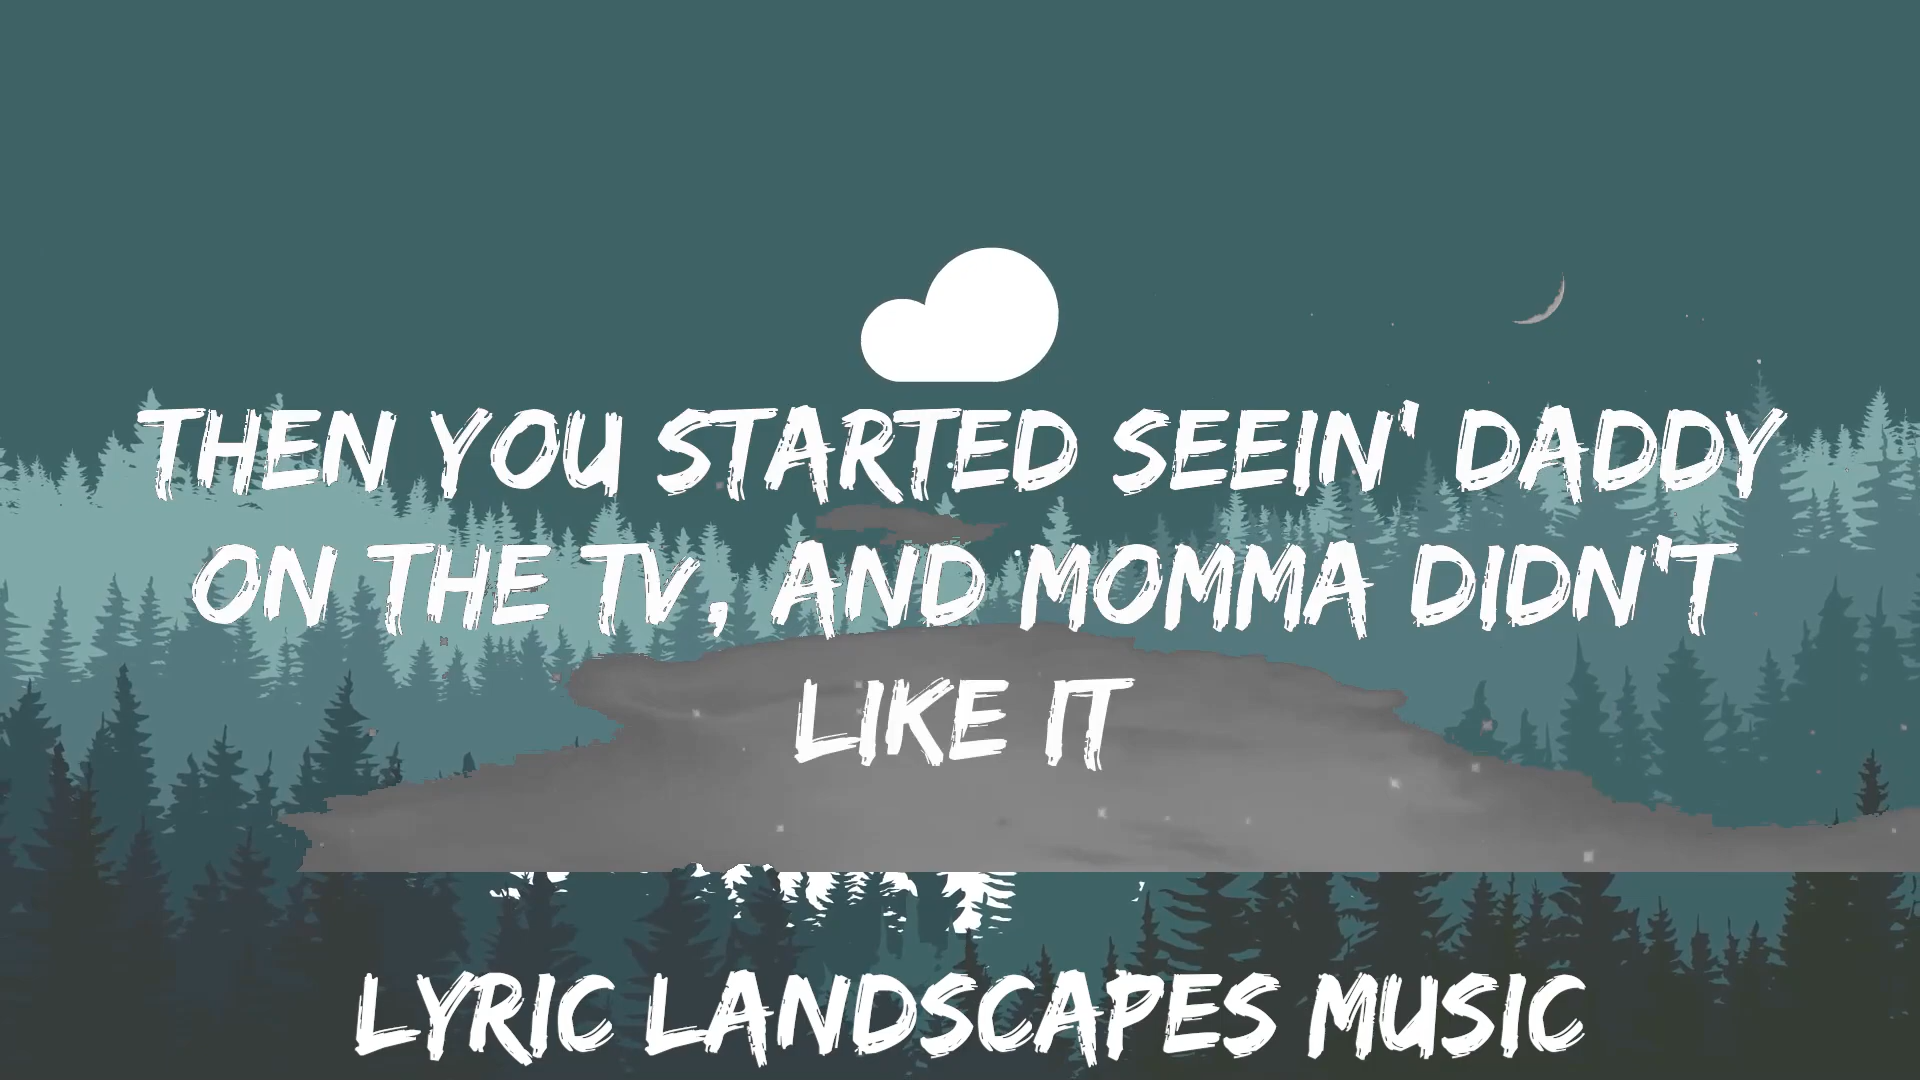 THEN YOU STARTED SEEIN' DADDY
ON THE TV, AND MOMMA DIDN'T
LIKE IT
LYRIC LANDSCAPES MUSIC